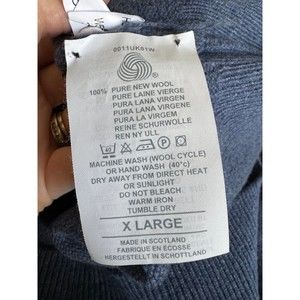 0011UK61W
100% PURE NEW WOOL
PURE LAINE VIERGE
PURA LANA VIRGEN
PURA LANA VERGINE
PURA LA VIRGEM
REINE SCHURWOLLE
REN NY ULL
40
MACHINE WASH (WOOL CYCLE)
OR HAND WASH (40°c)
DRY AWAY FROM DIRECT HEAT
OR SUNLIGHT
DO NOT BLEACH
WARM IRON
TUMBLE DRY
X LARGE
MADE IN SCOTLAND
FABRIQUE EN ECOSSE
HERGESTELLT IN SCHOTTLAND